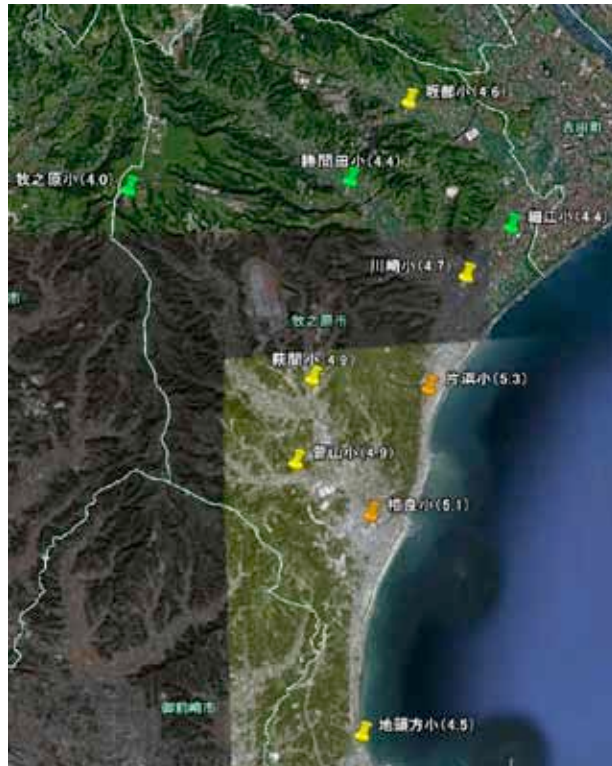 坂部小(4.6)
吉田町
勝間田小(4.4)
牧之原小(4.0)
細江小(4.4)
川崎小(4.7)
牧之原市
萩間小(4.9)
片浜小(5.3)
菅山小(4.9)
相良小(5.1)
御前崎市
地頭方小(4.5)